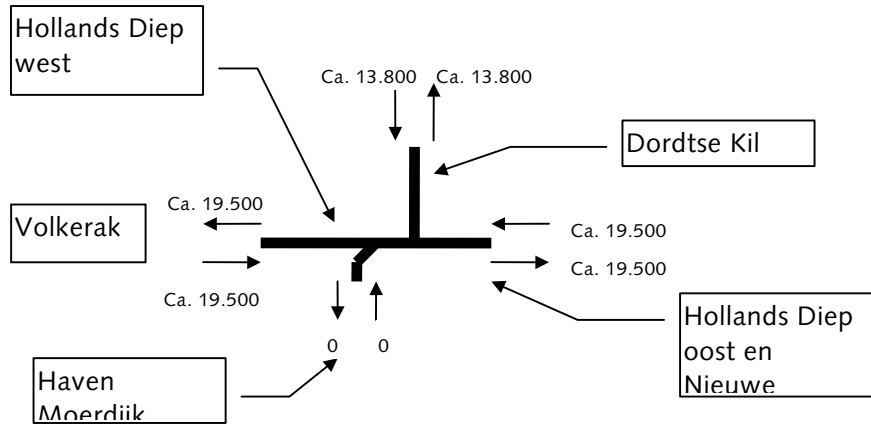 Hollands Diep
west
Ca. 13.800 Ca. 13.800
Dordtse Kil
Ca. 19.500
Volkerak
Ca. 19.500
Ca. 19.500
Ca. 19.500
0 0
Hollands Diep
oost en
Nieuwe
Haven
Moerdijk